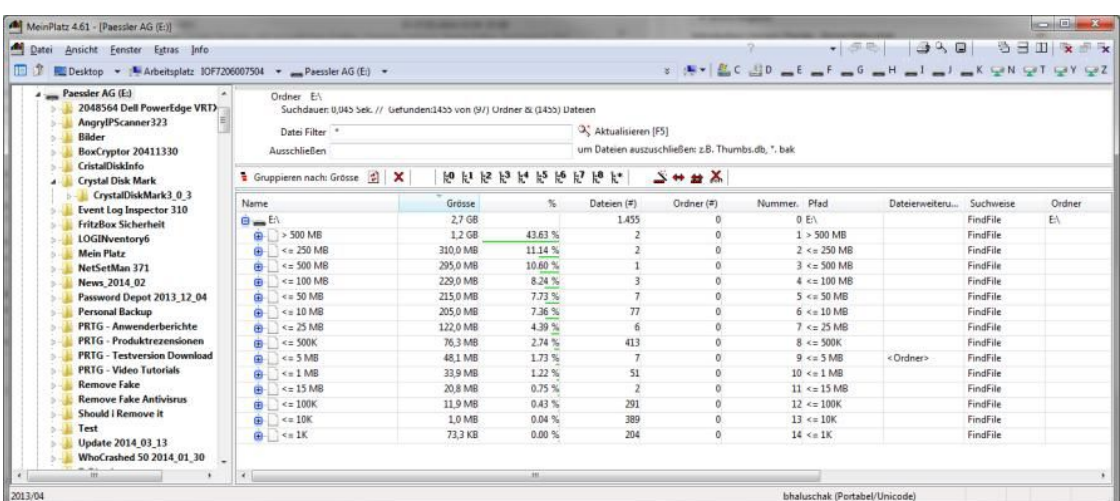 MeinPlatz 4.61 - [Paessler AG (E:)]
Datei Ansicht Fenster Extras Info
Desktop Arbeitsplatz IOF7206007504 Paessler AG (E:) C D E F G H I J K N T Y Z
Paessler AG (E:)
2048564 Dell PowerEdge VRTX
AngryIPScanner323
Bilder
BoxCryptor 20411330
CristalDiskInfo
Crystal Disk Mark
CrystalDiskMark3_0_3
Event Log Inspector 310
FritzBox Sicherheit
LOGINventory6
Mein Platz
NetSetMan 371
News_2014_02
Password Depot 2013_12_04
Personal Backup
PRTG - Anwenderberichte
PRTG - Produktrezensionen
PRTG - Testversion Download
PRTG - Video Tutorials
Remove Fake
Remove Fake Antivisrus
Should i Remove it
Test
Update 2014_03_13
WhoCrashed 50 2014_01_30
Ordner E:\
Suchdauer: 0,045 Sek. // Gefunden:1455 von (97) Ordner & (1455) Dateien
Datei Filter * Aktualisieren [F5]
Ausschließen um Dateien auszuschließen: z.B. Thumbs.db, *. bak
Gruppieren nach: Grösse 0 1 2 3 4 5 6 7 8 *
Name Grösse % Dateien (#) Ordner (#) Nummer. Pfad Dateierweiteru... Suchweise Ordner
E:\ 2,7 GB 1.455 0 0 E:\ FindFile E:\
> 500 MB 1,2 GB 43.63 % 2 0 1 > 500 MB FindFile
<= 250 MB 310,0 MB 11.14 % 2 0 2 <= 250 MB FindFile
<= 500 MB 295,0 MB 10.60 % 1 0 3 <= 500 MB FindFile
<= 100 MB 229,0 MB 8.24 % 3 0 4 <= 100 MB FindFile
<= 50 MB 215,0 MB 7.73 % 7 0 5 <= 50 MB FindFile
<= 10 MB 205,0 MB 7.36 % 77 0 6 <= 10 MB FindFile
<= 25 MB 122,0 MB 4.39 % 6 0 7 <= 25 MB FindFile
<= 500K 76,3 MB 2.74 % 413 0 8 <= 500K FindFile
<= 5 MB 48,1 MB 1.73 % 7 0 9 <= 5 MB <Ordner> FindFile
<= 1 MB 33,9 MB 1.22 % 51 0 10 <= 1 MB FindFile
<= 15 MB 20,8 MB 0.75 % 2 0 11 <= 15 MB FindFile
<= 100K 11,9 MB 0.43 % 291 0 12 <= 100K FindFile
<= 10K 1,0 MB 0.04 % 389 0 13 <= 10K FindFile
<= 1K 73,3 KB 0.00 % 204 0 14 <= 1K FindFile
2013/04 bhaluschak (Portabel/Unicode)